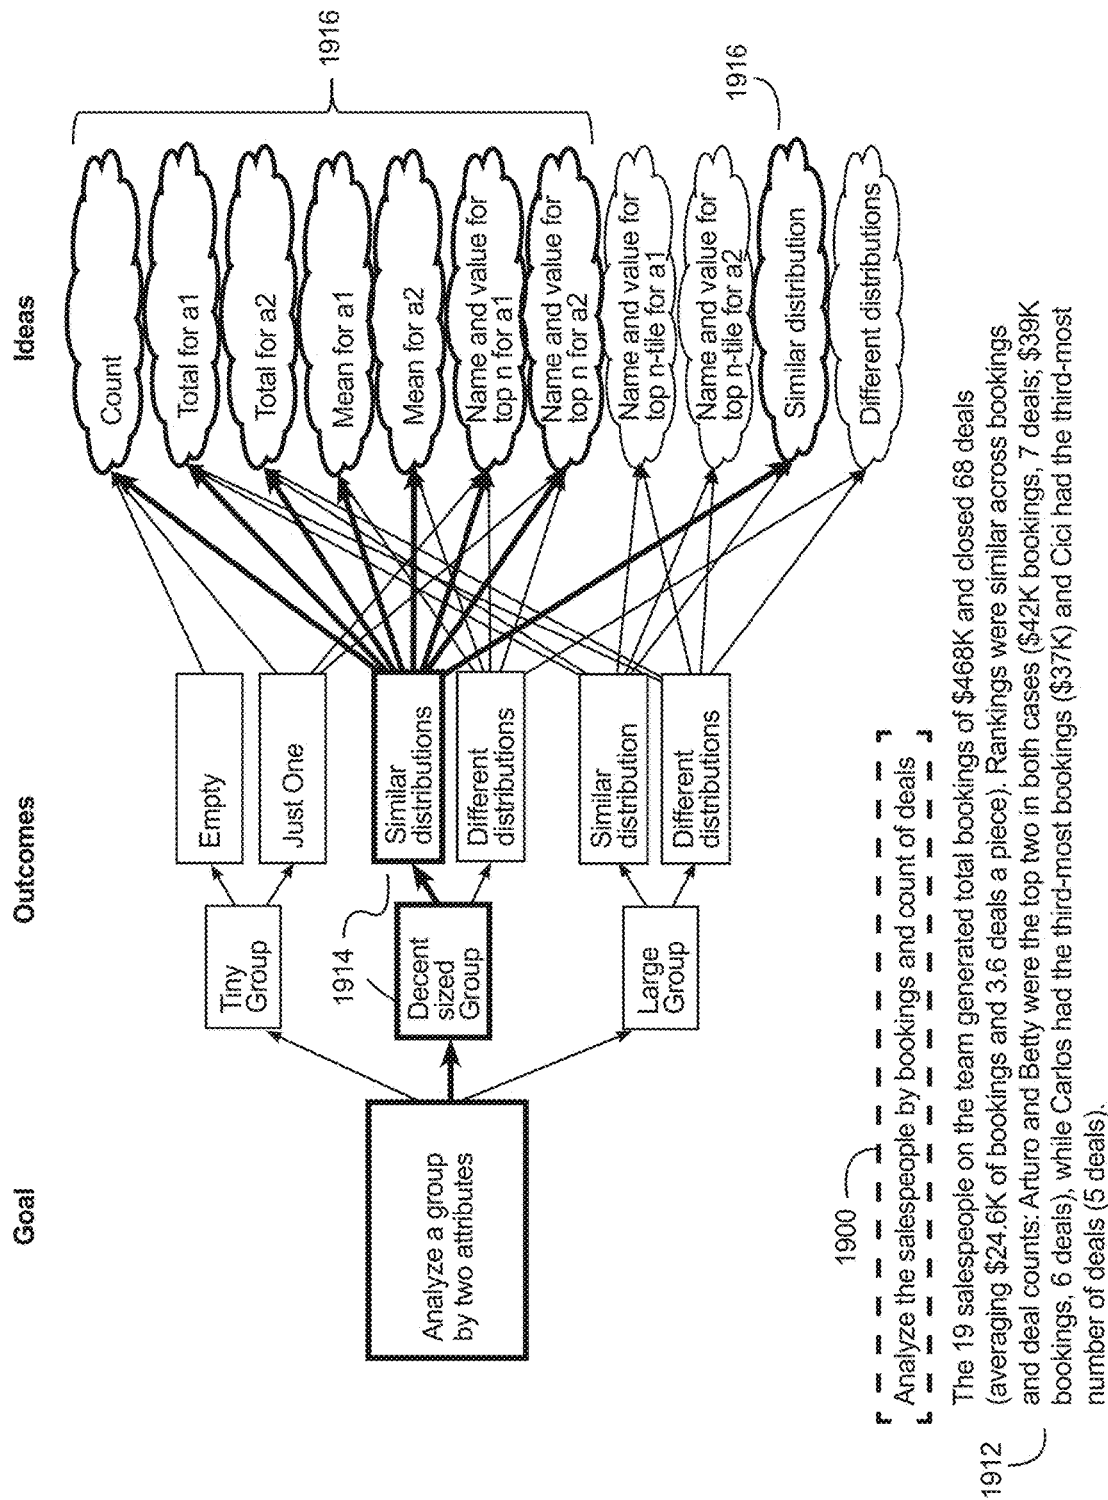 Goal
Outcomes
Ideas
Analyze a group
by two attributes
Tiny
Group
1914
Decent
sized
Group
Large
Group
Empty
Just One
Similar
distributions
Different
distributions
Similar
distribution
Different
distributions
Count
Total for a1
Total for a2
Mean for a1
Mean for a2
Name and value for
top n for a1
Name and value for
top n for a2
Name and value for
top n-tile for a1
Name and value for
top n-tile for a2
Similar distribution
Different distributions
1916
1916
1900
Analyze the salespeople by bookings and count of deals
1912
The 19 salespeople on the team generated total bookings of $468K and closed 68 deals
(averaging $24.6K of bookings and 3.6 deals a piece). Rankings were similar across bookings
and deal counts: Arturo and Betty were the top two in both cases ($42K bookings, 7 deals; $39K
bookings, 6 deals), while Carlos had the third-most bookings ($37K) and Cici had the third-most
number of deals (5 deals).